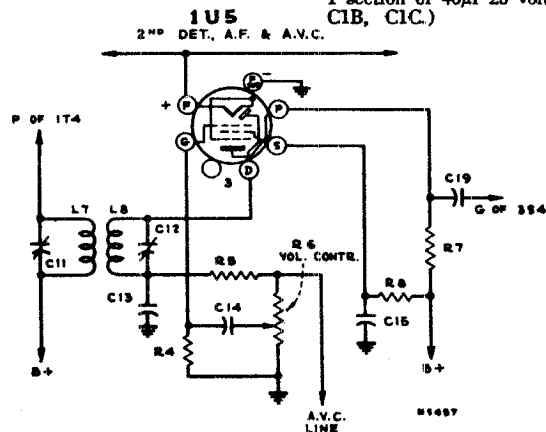 1 section of 40µf 25 Volt
C1B, C1C.)
1U5
2ND DET., A.F. & A.V.C.
F -
+ F
P
P OF 1T4
G
S
3
D
C19
G OF 3S4
L7
L8
C12
C11
R5
R6
VOL. CONTR.
R7
C13
C14
R8
R4
C15
B+
B+
A.V.C.
LINE